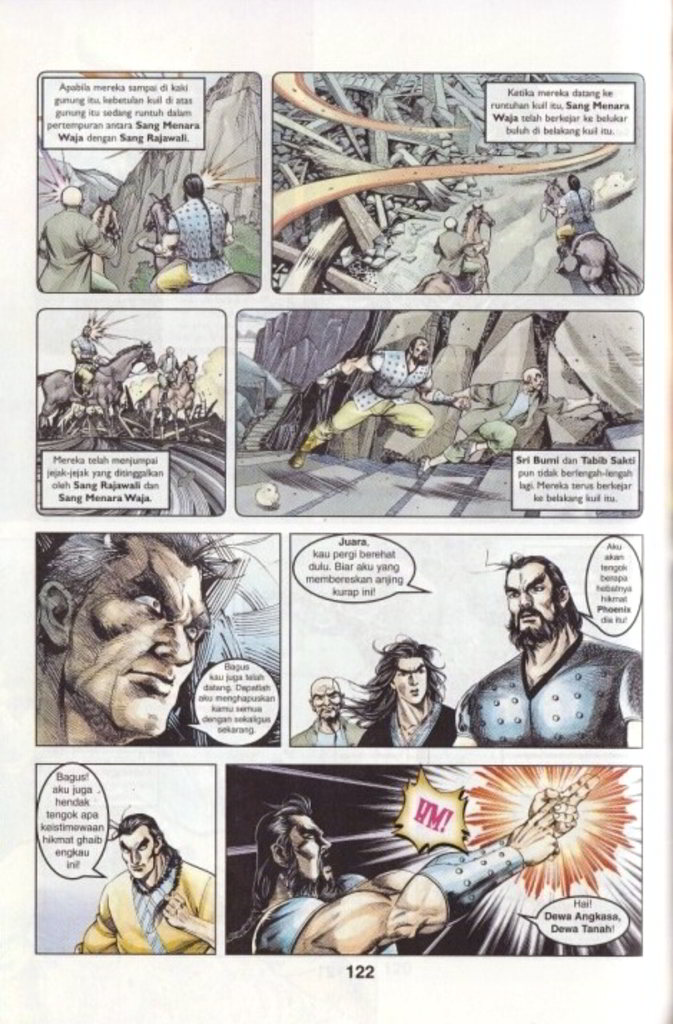 Apabila mereka sampai di kaki
gunung itu, kebetulan kuil di atas
gunung itu sedang runtuh dalam
pertempuran antara Sang Menara
Waja dengan Sang Rajawali.
Ketika mereka datang ke
runtuhan kuil itu, Sang Menara
Waja telah berkejar ke belukar
buluh di belakang kuil itu.
Mereka telah menjumpai
jejak-jejak yang ditinggalkan
oleh Sang Rajawali dan
Sang Menara Waja.
Sri Bumi dan Tabib Sakti
pun tidak berlengah-lengah
lagi. Mereka terus berkejar
ke belakang kuil itu.
Bagus
kau juga telah
datang. Dapatlah
aku menghapuskan
kamu semua
dengan sekaligus
sekarang.
Juara,
kau pergi berehat
dulu. Biar aku yang
membereskan anjing
kurap ini!
Aku
akan
tengok
berapa
hebatnya
hikmat
Phoenix
dia itu!
Bagus!
aku juga
hendak
tengok apa
keistimewaan
hikmat ghaib
engkau
ini!
UM!
Hai!
Dewa Angkasa,
Dewa Tanah!
122